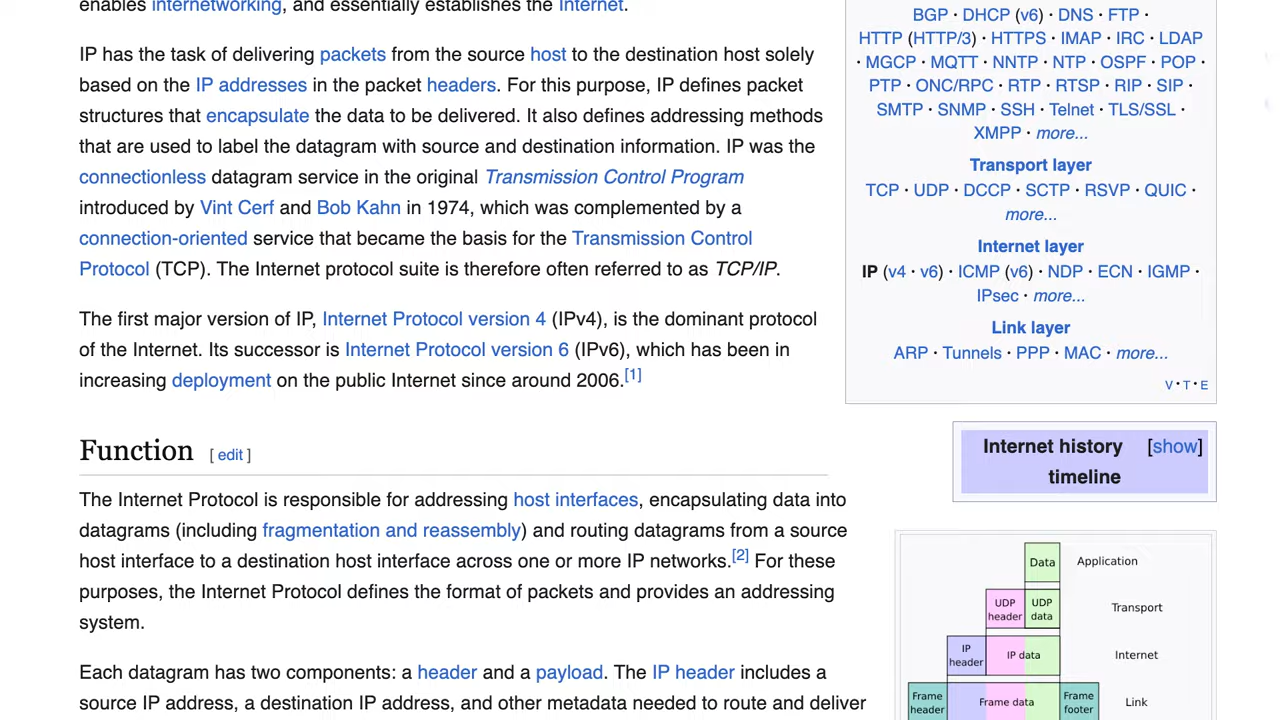 enables internetworking, and essentially establishes the Internet.
IP has the task of delivering packets from the source host to the destination host solely
based on the IP addresses in the packet headers. For this purpose, IP defines packet
structures that encapsulate the data to be delivered. It also defines addressing methods
that are used to label the datagram with source and destination information. IP was the
connectionless datagram service in the original Transmission Control Program
introduced by Vint Cerf and Bob Kahn in 1974, which was complemented by a
connection-oriented service that became the basis for the Transmission Control
Protocol (TCP). The Internet protocol suite is therefore often referred to as TCP/IP.
The first major version of IP, Internet Protocol version 4 (IPv4), is the dominant protocol
of the Internet. Its successor is Internet Protocol version 6 (IPv6), which has been in
increasing deployment on the public Internet since around 2006.[1]
Function [ edit ]
The Internet Protocol is responsible for addressing host interfaces, encapsulating data into
datagrams (including fragmentation and reassembly) and routing datagrams from a source
host interface to a destination host interface across one or more IP networks.[2] For these
purposes, the Internet Protocol defines the format of packets and provides an addressing
system.
Each datagram has two components: a header and a payload. The IP header includes a
source IP address, a destination IP address, and other metadata needed to route and deliver
BGP · DHCP (v6) · DNS · FTP ·
HTTP (HTTP/3) · HTTPS · IMAP · IRC · LDAP
· MGCP · MQTT · NNTP · NTP · OSPF · POP ·
PTP · ONC/RPC · RTP · RTSP · RIP · SIP ·
SMTP · SNMP · SSH · Telnet · TLS/SSL ·
XMPP · more...
Transport layer
TCP · UDP · DCCP · SCTP · RSVP · QUIC ·
more...
Internet layer
IP (v4 · v6) · ICMP (v6) · NDP · ECN · IGMP ·
IPsec · more...
Link layer
ARP · Tunnels · PPP · MAC · more...
V · T · E
Internet history [show]
timeline
Data Application
UDP header UDP data Transport
IP header IP data Internet
Frame header Frame data Frame footer Link